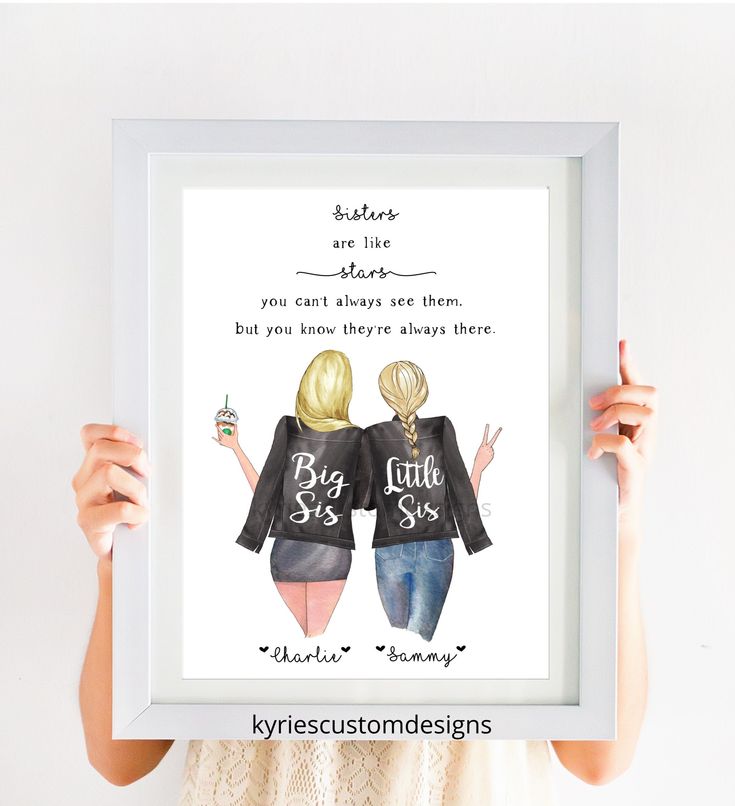 Sisters
are like
stars
you can't always see them,
but you know they're always there.
Big
Sis
Little
Sis
Charlie
Sammy
kyriescustomdesigns